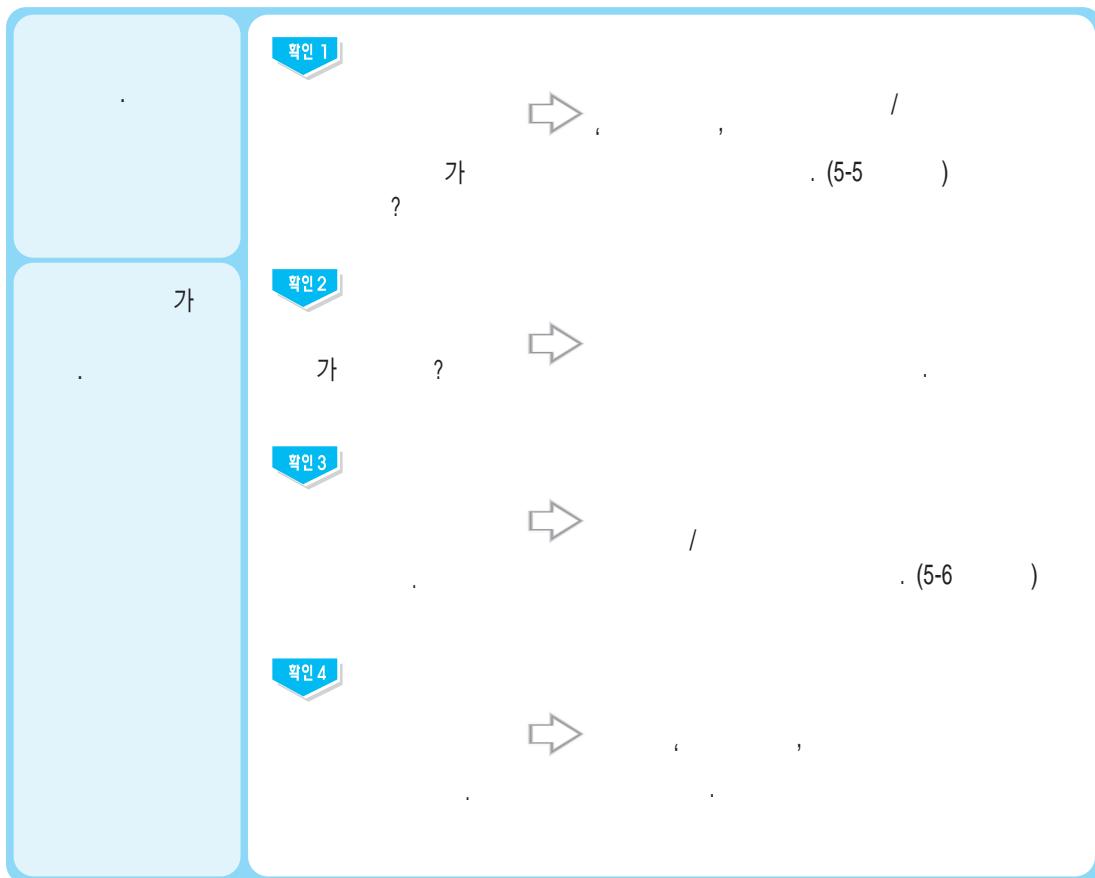 .
가
.
확인 1
‘ ’ /
가 . (5-5 )
?
확인 2
가 ? .
확인 3
/
. . (5-6 )
확인 4
‘ ’
. .